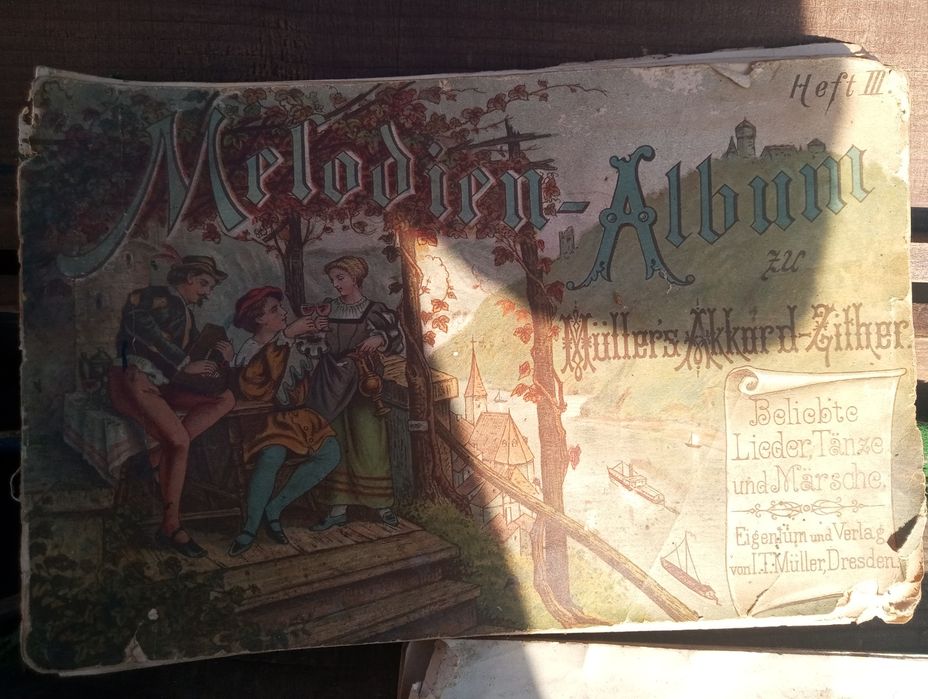 Heft III.
Melodien-Album
zu
Müller's Akkord-Zither.
Beliebte
Lieder, Tänze
und Märsche.
Eigentum und Verlag
von I.T. Müller, Dresden.